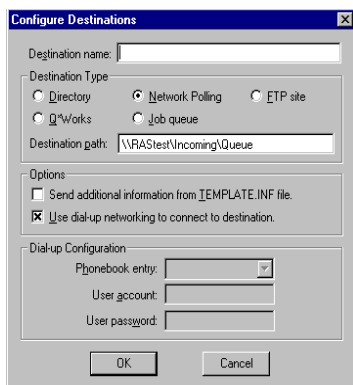 Configure Destinations
Destination name:
Destination Type
Directory
Network Polling
FTP site
Q*Works
Job queue
Destination path: \\RAStest\Incoming\Queue
Options
Send additional information from TEMPLATE.INF file.
Use dial-up networking to connect to destination.
Dial-up Configuration
Phonebook entry:
User account:
User password:
OK
Cancel